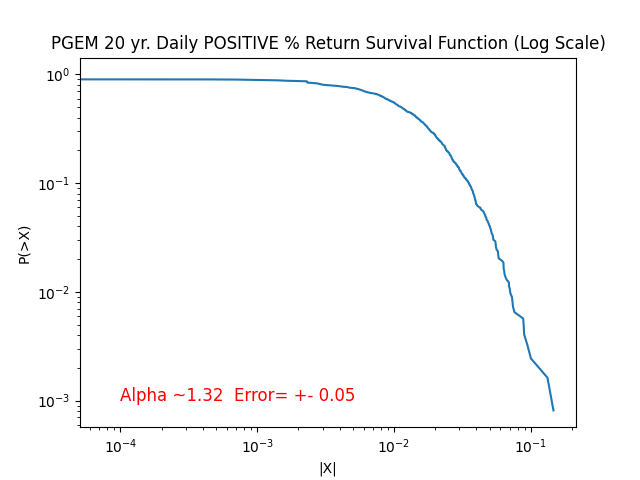 PGEM 20 yr. Daily POSITIVE % Return Survival Function (Log Scale)
10⁰
10⁻¹
10⁻²
10⁻³
P(>X)
Alpha ~1.32  Error= +- 0.05
10⁻⁴ 10⁻³ 10⁻² 10⁻¹
|X|